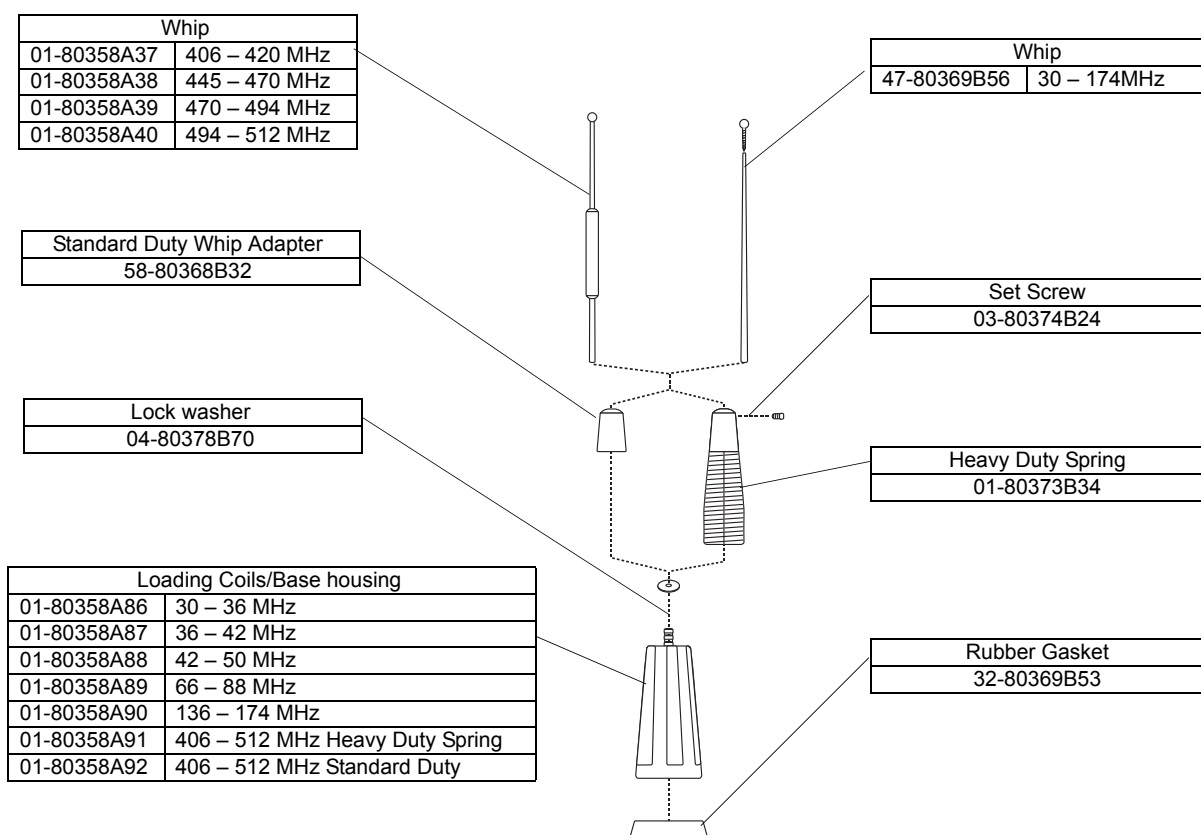 Whip
01-80358A37 406 – 420 MHz
01-80358A38 445 – 470 MHz
01-80358A39 470 – 494 MHz
01-80358A40 494 – 512 MHz
Whip
47-80369B56 30 – 174MHz
Standard Duty Whip Adapter
58-80368B32
Set Screw
03-80374B24
Lock washer
04-80378B70
Heavy Duty Spring
01-80373B34
Loading Coils/Base housing
01-80358A86 30 – 36 MHz
01-80358A87 36 – 42 MHz
01-80358A88 42 – 50 MHz
01-80358A89 66 – 88 MHz
01-80358A90 136 – 174 MHz
01-80358A91 406 – 512 MHz Heavy Duty Spring
01-80358A92 406 – 512 MHz Standard Duty
Rubber Gasket
32-80369B53